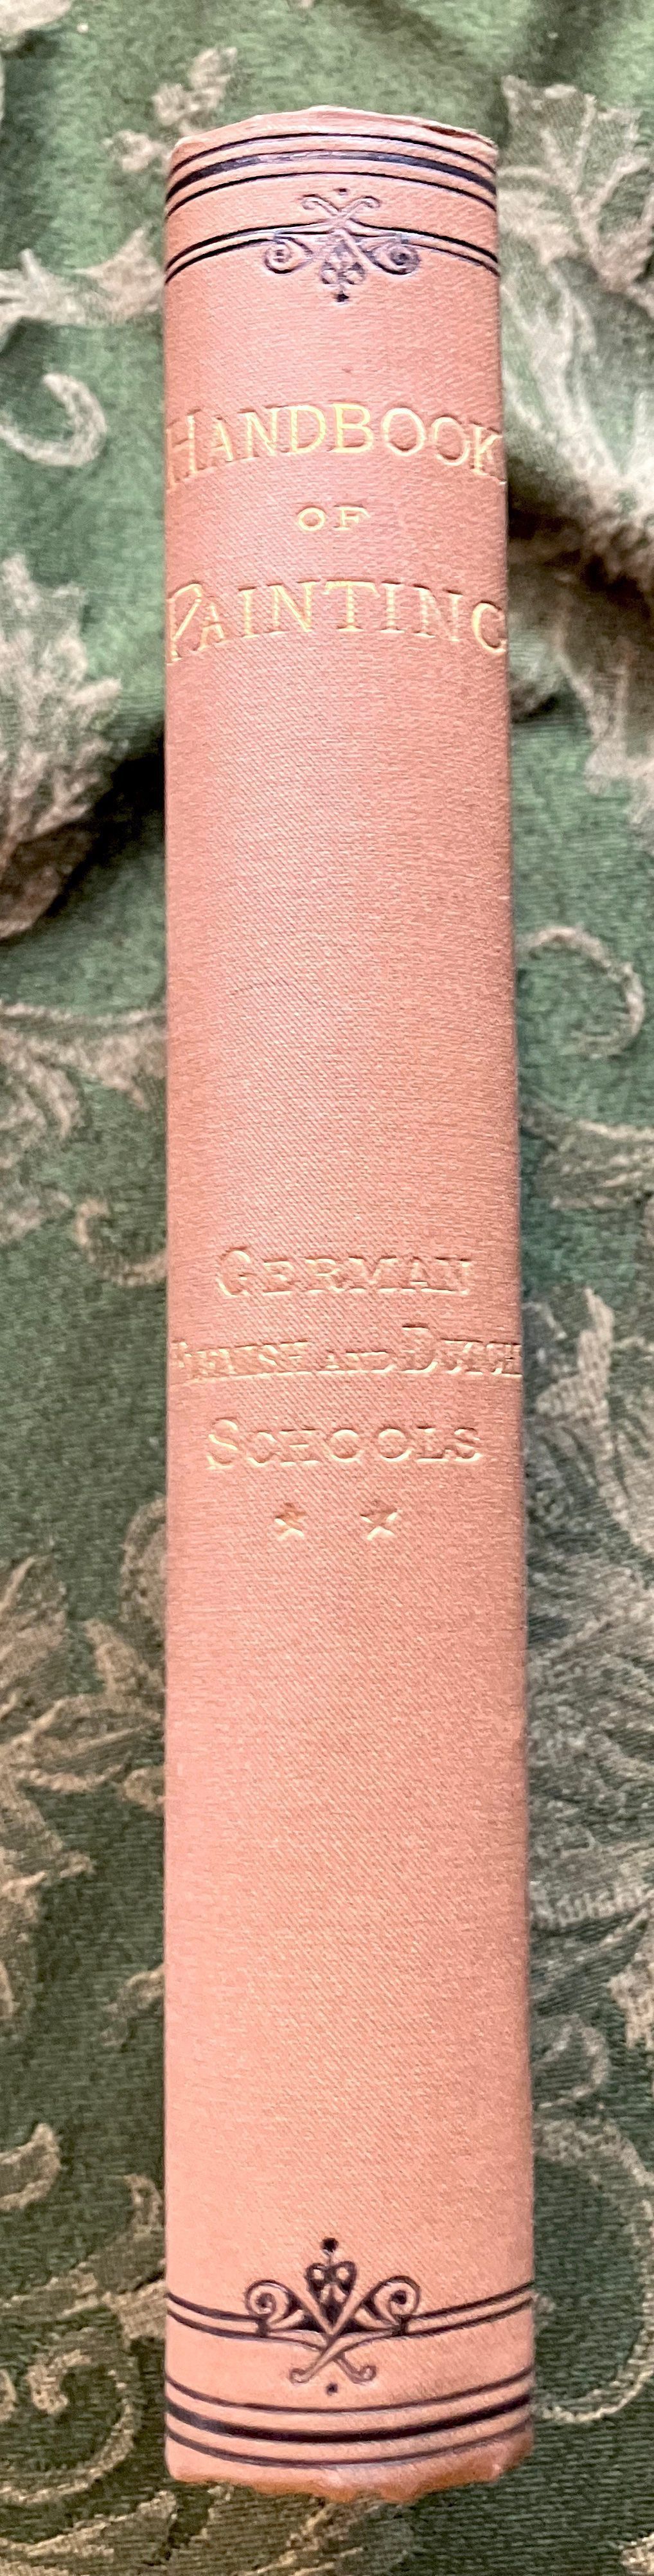 HANDBOOK
OF
PAINTING
GERMAN
FLEMISH AND DUTCH
SCHOOLS